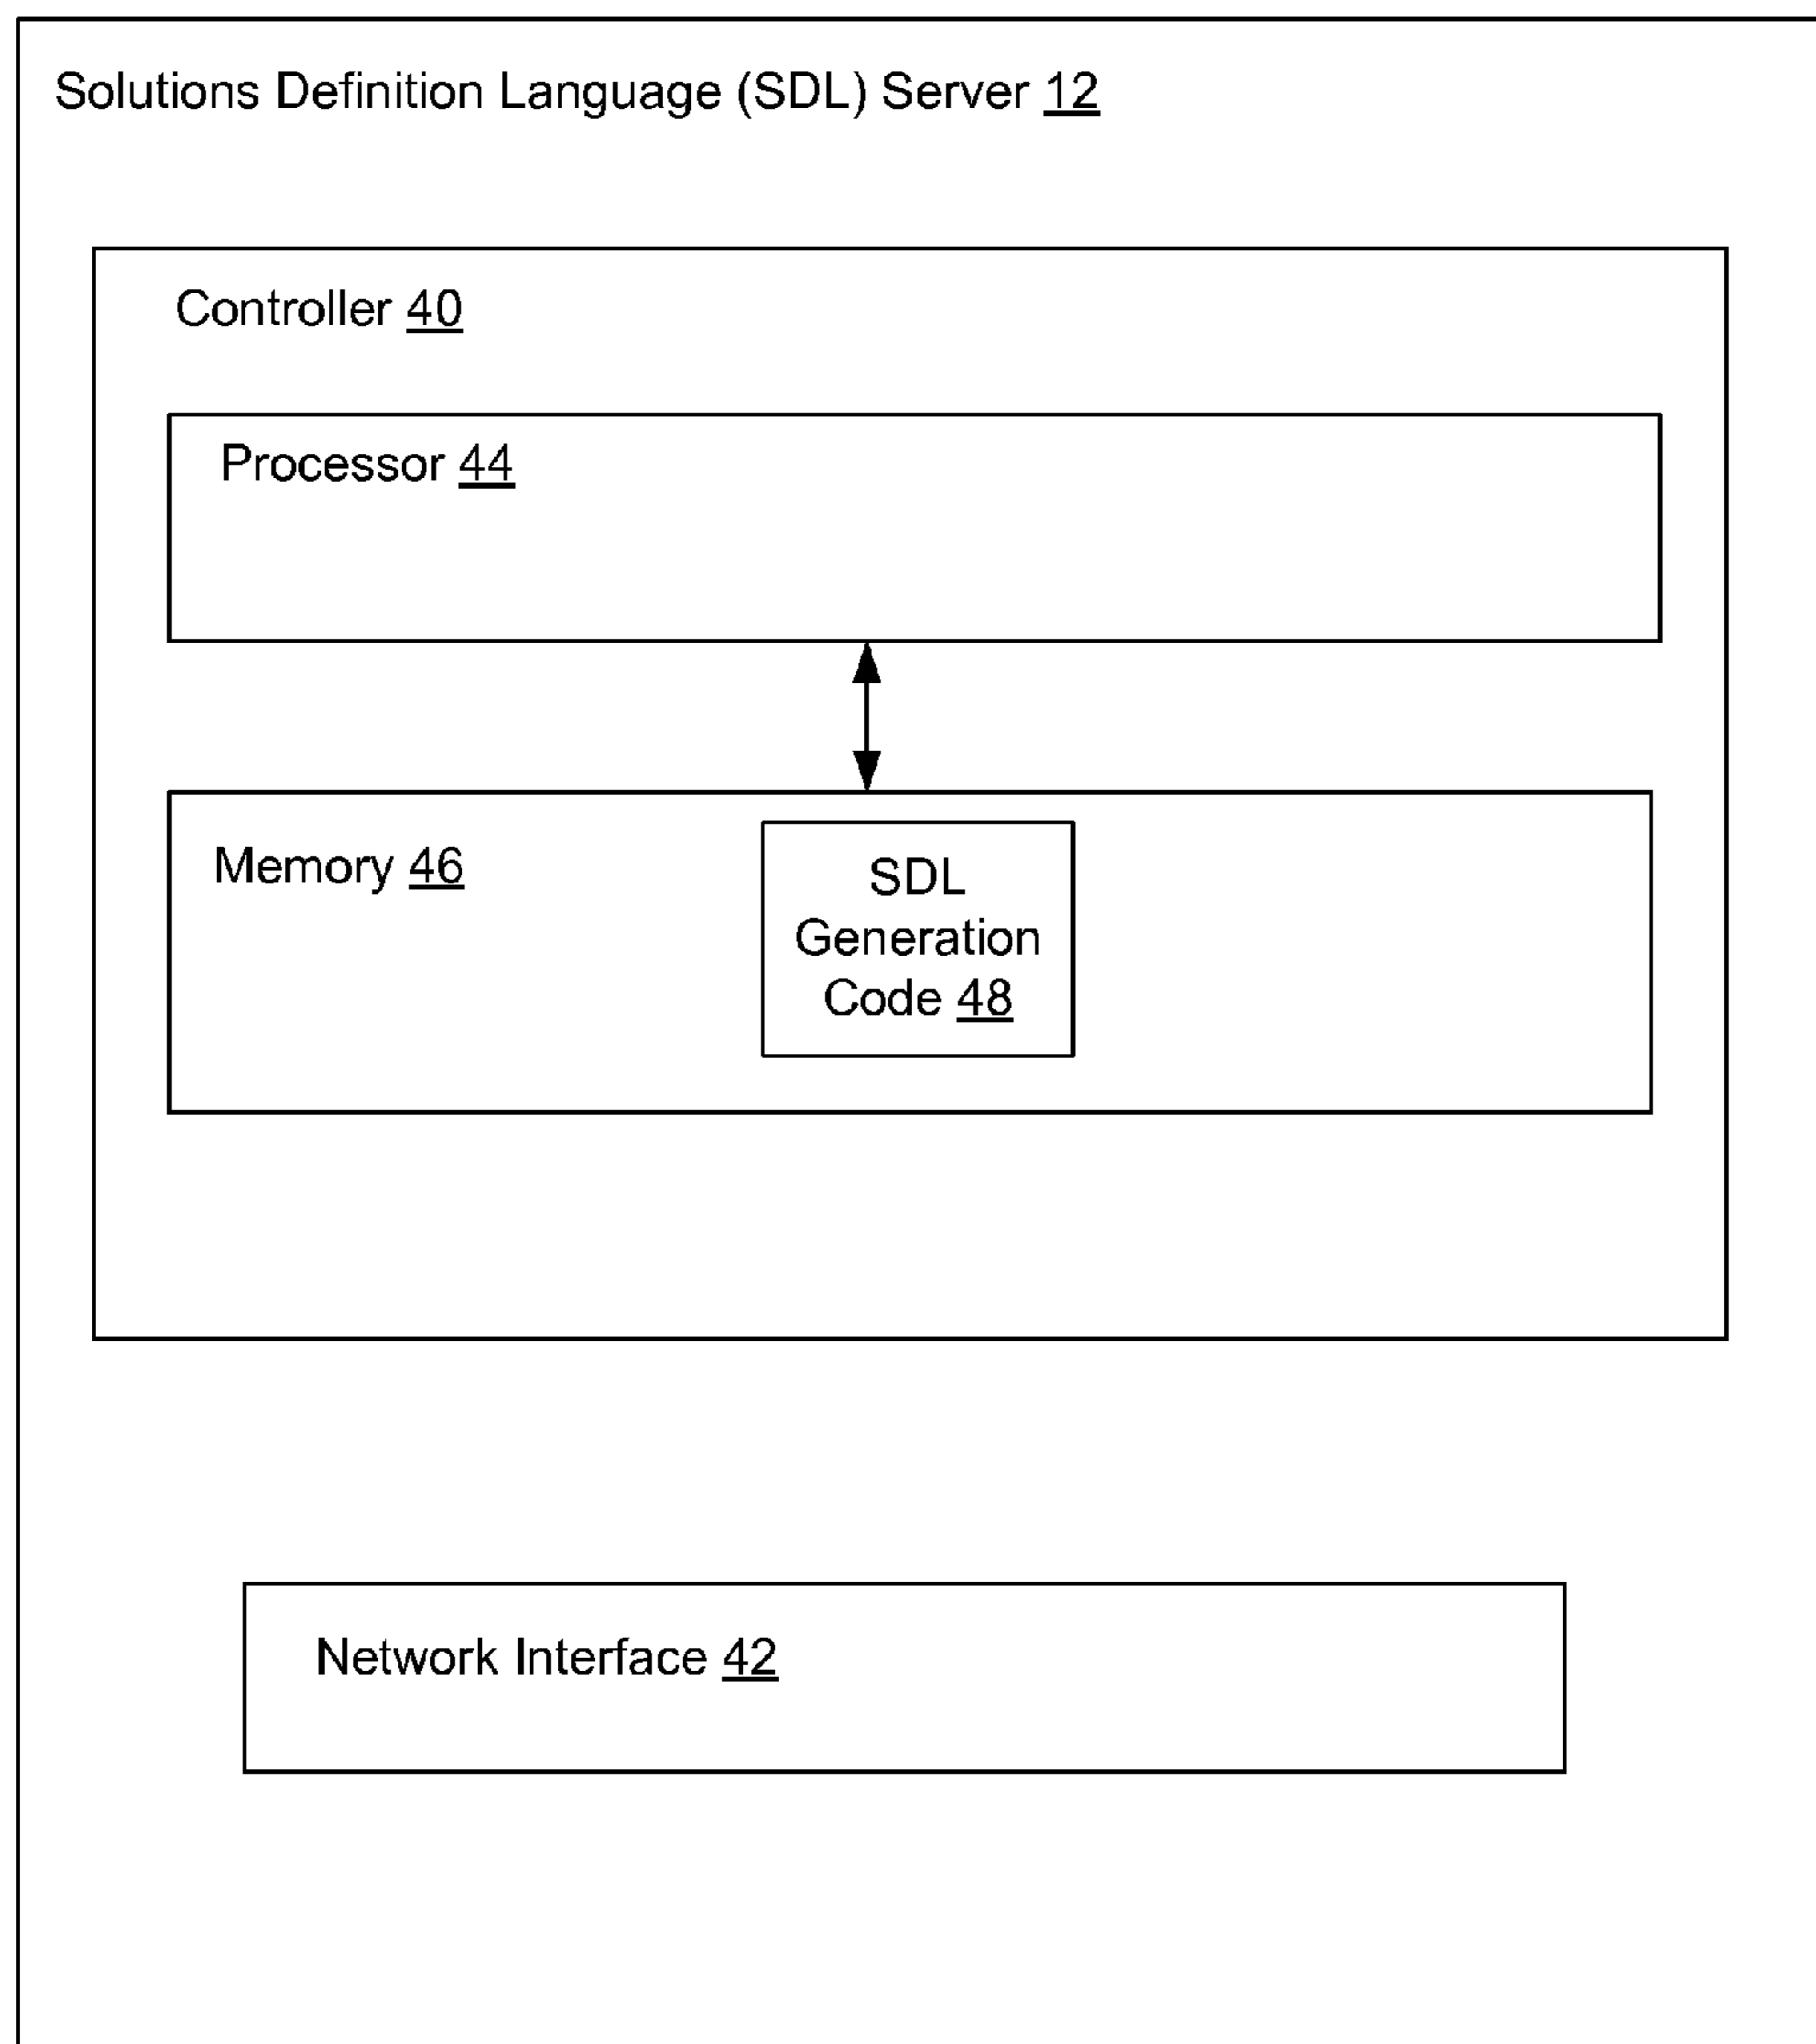 Solutions Definition Language (SDL) Server 12
Controller 40
Processor 44
Memory 46
SDL
Generation
Code 48
Network Interface 42